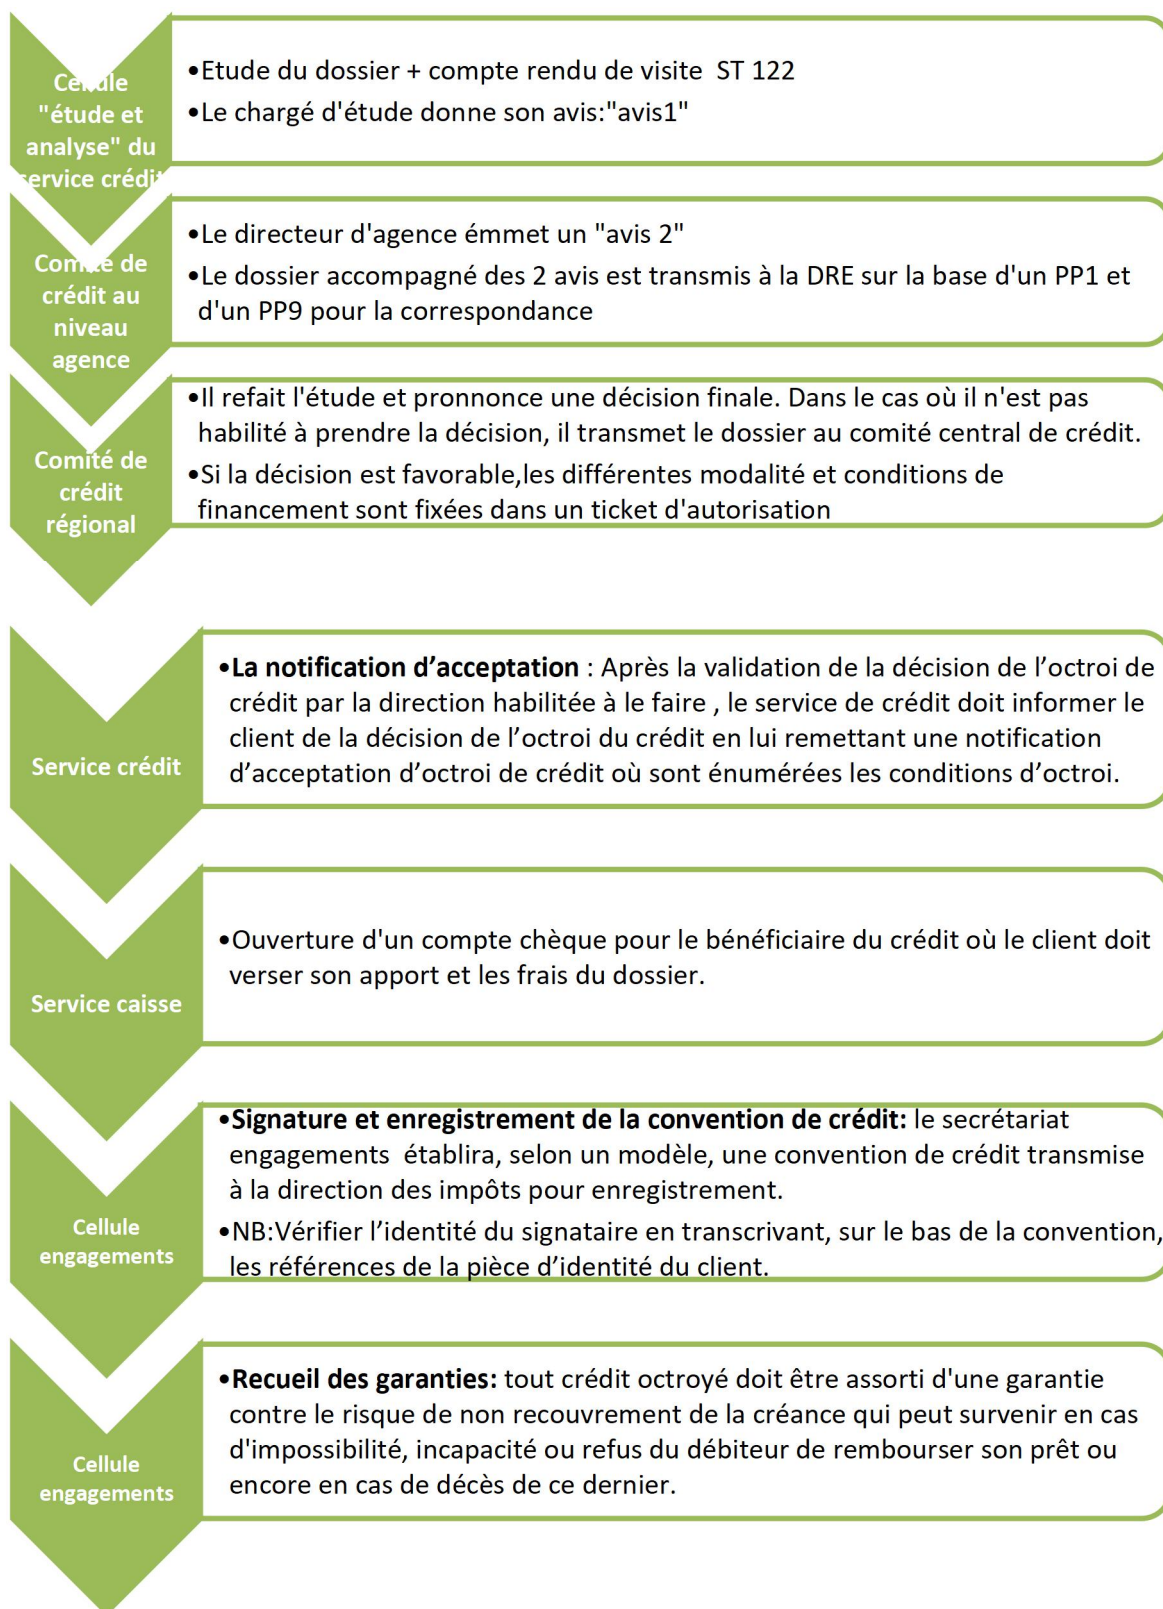 Cellule
"étude et
analyse" du
service crédit
•Etude du dossier + compte rendu de visite ST 122
•Le chargé d'étude donne son avis:"avis1"
Comité de
crédit au
niveau
agence
•Le directeur d'agence émmet un "avis 2"
•Le dossier accompagné des 2 avis est transmis à la DRE sur la base d'un PP1 et
d'un PP9 pour la correspondance
Comité de
crédit
régional
•Il refait l'étude et pronnonce une décision finale. Dans le cas où il n'est pas
habilité à prendre la décision, il transmet le dossier au comité central de crédit.
•Si la décision est favorable,les différentes modalité et conditions de
financement sont fixées dans un ticket d'autorisation
Service crédit
•La notification d’acceptation : Après la validation de la décision de l’octroi de
crédit par la direction habilitée à le faire , le service de crédit doit informer le
client de la décision de l’octroi du crédit en lui remettant une notification
d’acceptation d’octroi de crédit où sont énumérées les conditions d’octroi.
Service caisse
•Ouverture d'un compte chèque pour le bénéficiaire du crédit où le client doit
verser son apport et les frais du dossier.
Cellule
engagements
•Signature et enregistrement de la convention de crédit: le secrétariat
engagements établira, selon un modèle, une convention de crédit transmise
à la direction des impôts pour enregistrement.
•NB:Vérifier l’identité du signataire en transcrivant, sur le bas de la convention,
les références de la pièce d’identité du client.
Cellule
engagements
•Recueil des garanties: tout crédit octroyé doit être assorti d'une garantie
contre le risque de non recouvrement de la créance qui peut survenir en cas
d'impossibilité, incapacité ou refus du débiteur de rembourser son prêt ou
encore en cas de décès de ce dernier.